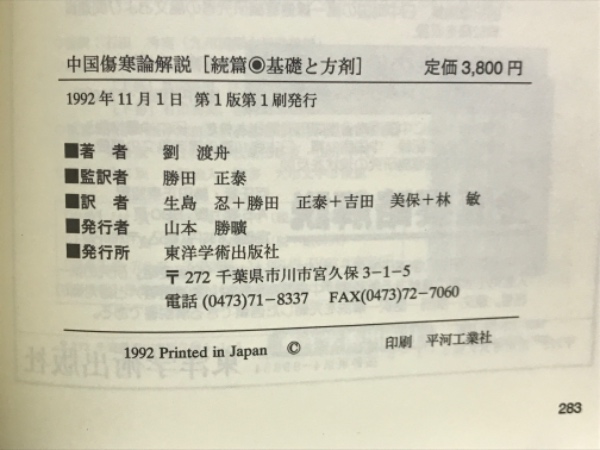 中国傷寒論解説［続篇◉基礎と方剤］ 定価3,800円
1992年11月1日 第1版第1刷発行
■著 者 劉 渡舟
■監訳者 勝田 正泰
■訳 者 生島 忍＋勝田 正泰＋吉田 美保＋林 敏
■発行者 山本 勝曠
■発行所 東洋学術出版社
〒272 千葉県市川市宮久保3-1-5
電話(0473)71-8337 FAX(0473)72-7060
1992 Printed in Japan © 印刷 平河工業社
283